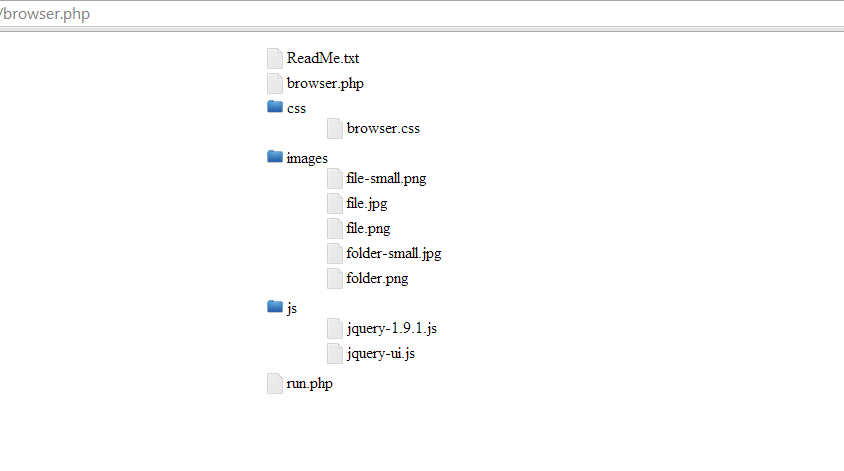 /browser.php
ReadMe.txt
browser.php
css
browser.css
images
file-small.png
file.jpg
file.png
folder-small.jpg
folder.png
js
jquery-1.9.1.js
jquery-ui.js
run.php